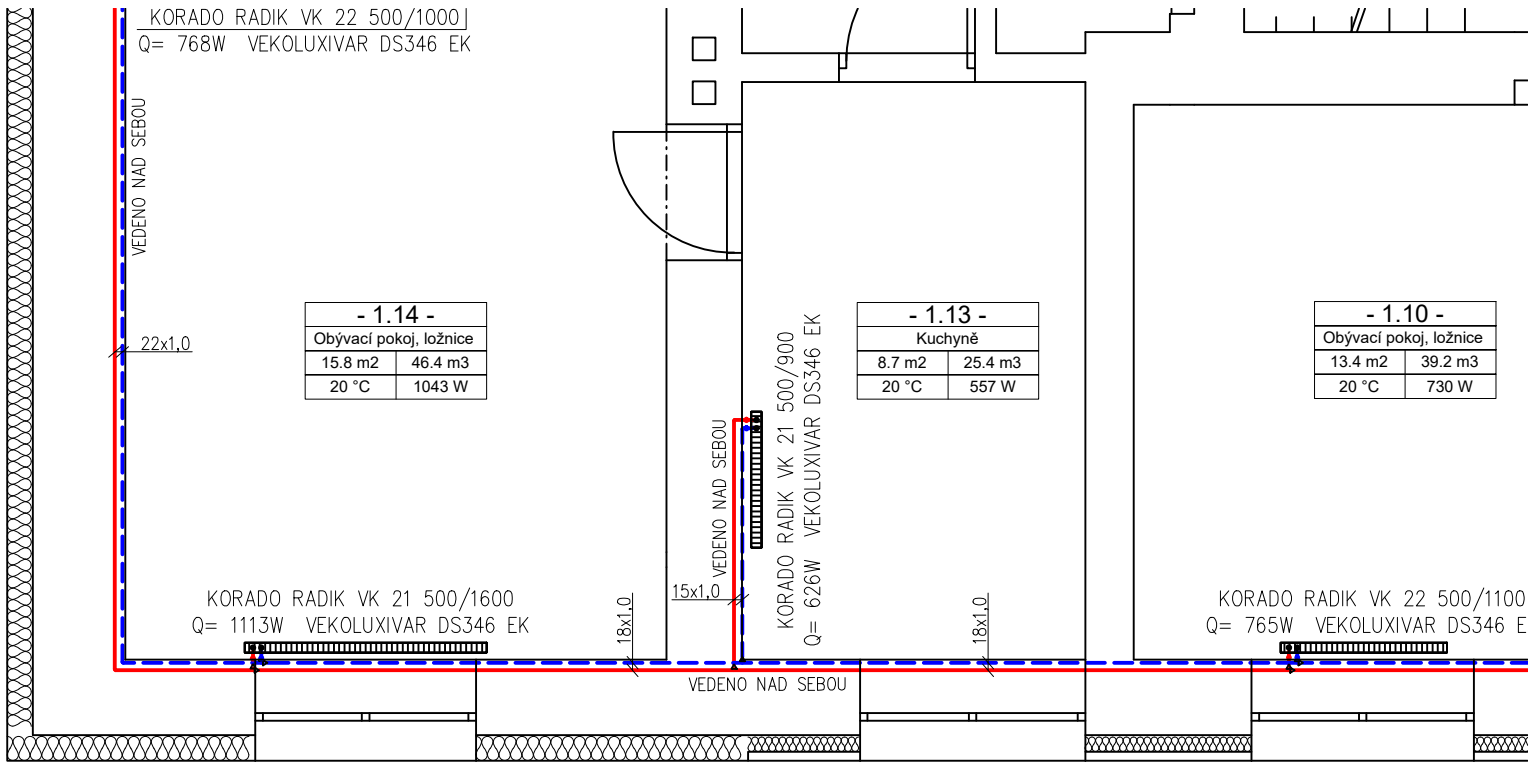 KORADO RADIK VK 22 500/1000
Q= 768W VEKOLUXIVAR DS346 EK
VEDENO NAD SEBOU
22x1,0
- 1.14 -
Obývací pokoj, ložnice
15.8 m2 46.4 m3
20 °C 1043 W
- 1.13 -
Kuchyně
8.7 m2 25.4 m3
20 °C 557 W
- 1.10 -
Obývací pokoj, ložnice
13.4 m2 39.2 m3
20 °C 730 W
KORADO RADIK VK 21 500/900
Q= 626W VEKOLUXIVAR DS346 EK
VEDENO NAD SEBOU
15x1,0
KORADO RADIK VK 21 500/1600
Q= 1113W VEKOLUXIVAR DS346 EK
18x1,0
18x1,0
KORADO RADIK VK 22 500/1100
Q= 765W VEKOLUXIVAR DS346 E
VEDENO NAD SEBOU